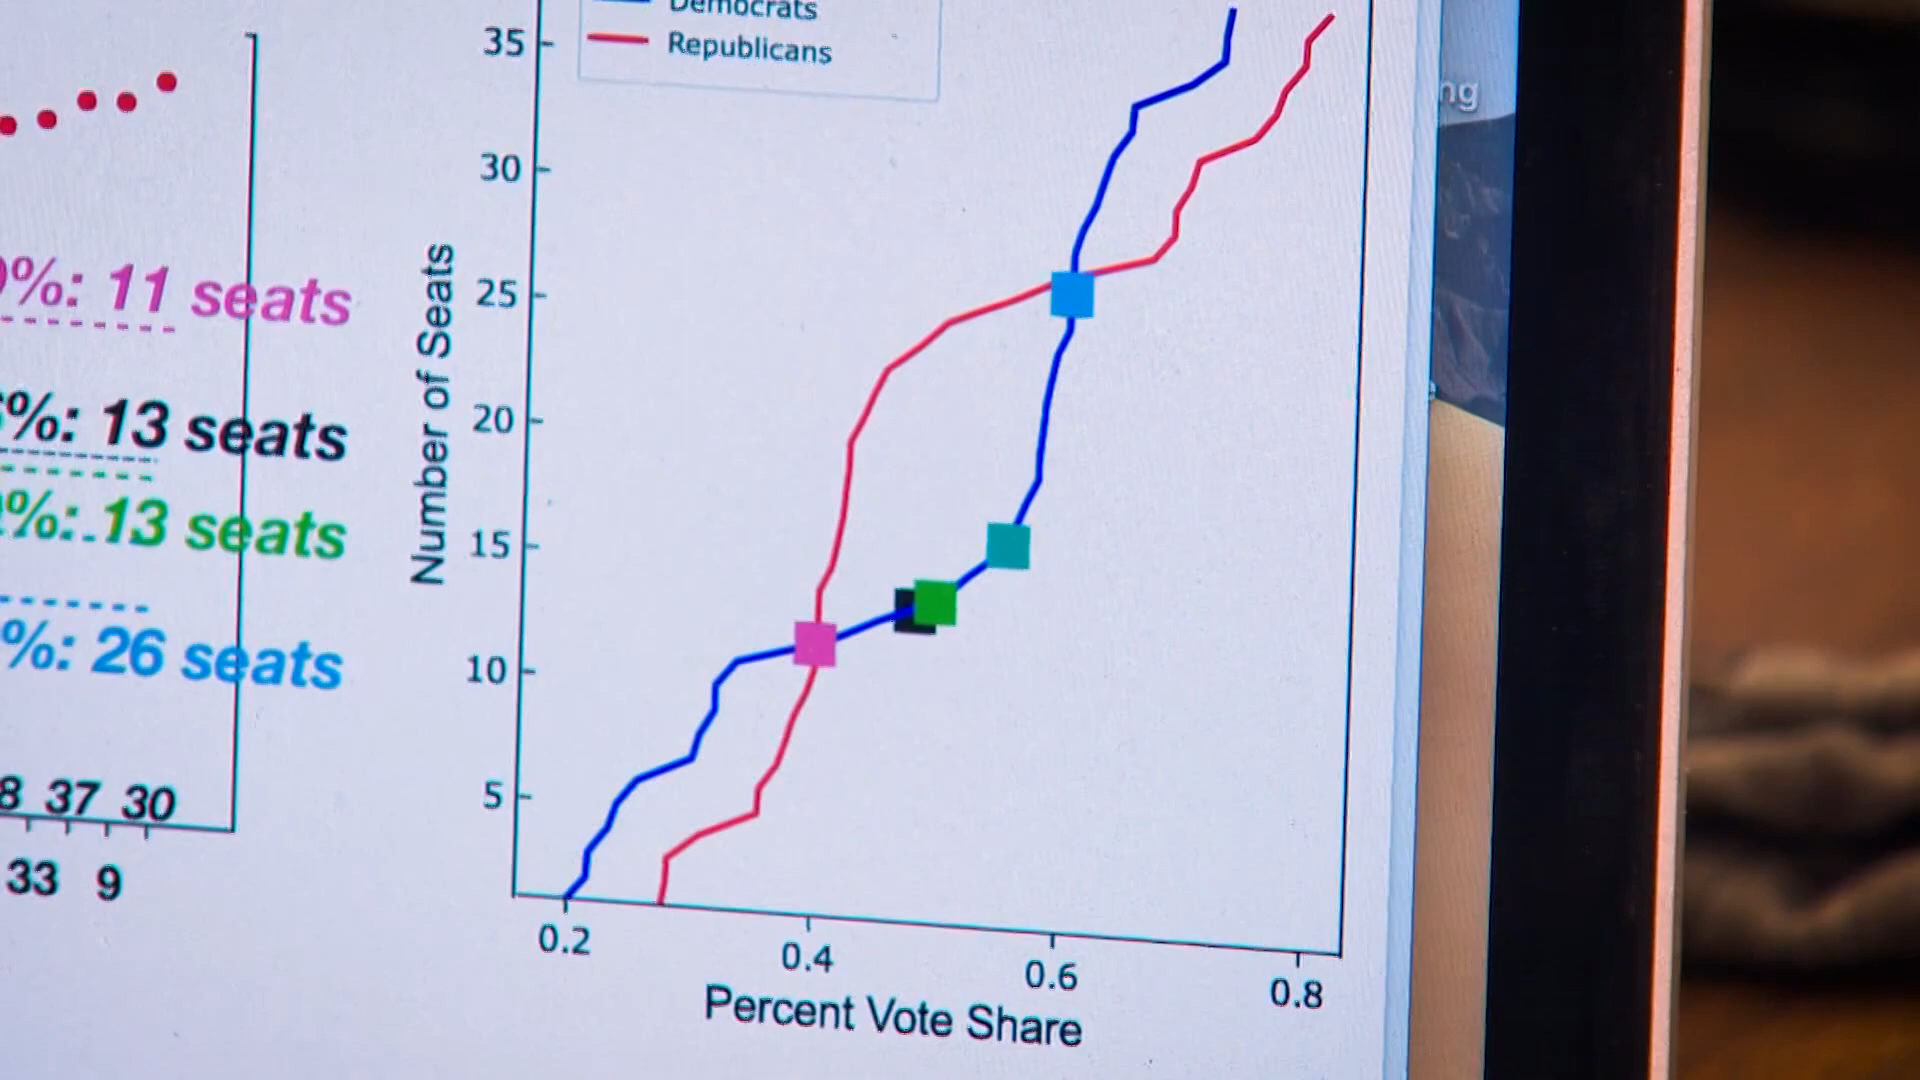 %: 11 seats
%: 13 seats
%: 13 seats
%: 26 seats
8 37 30
33 9
Democrats
Republicans
Number of Seats
35
30
25
20
15
10
5
0.2
0.4
0.6
0.8
Percent Vote Share
ng